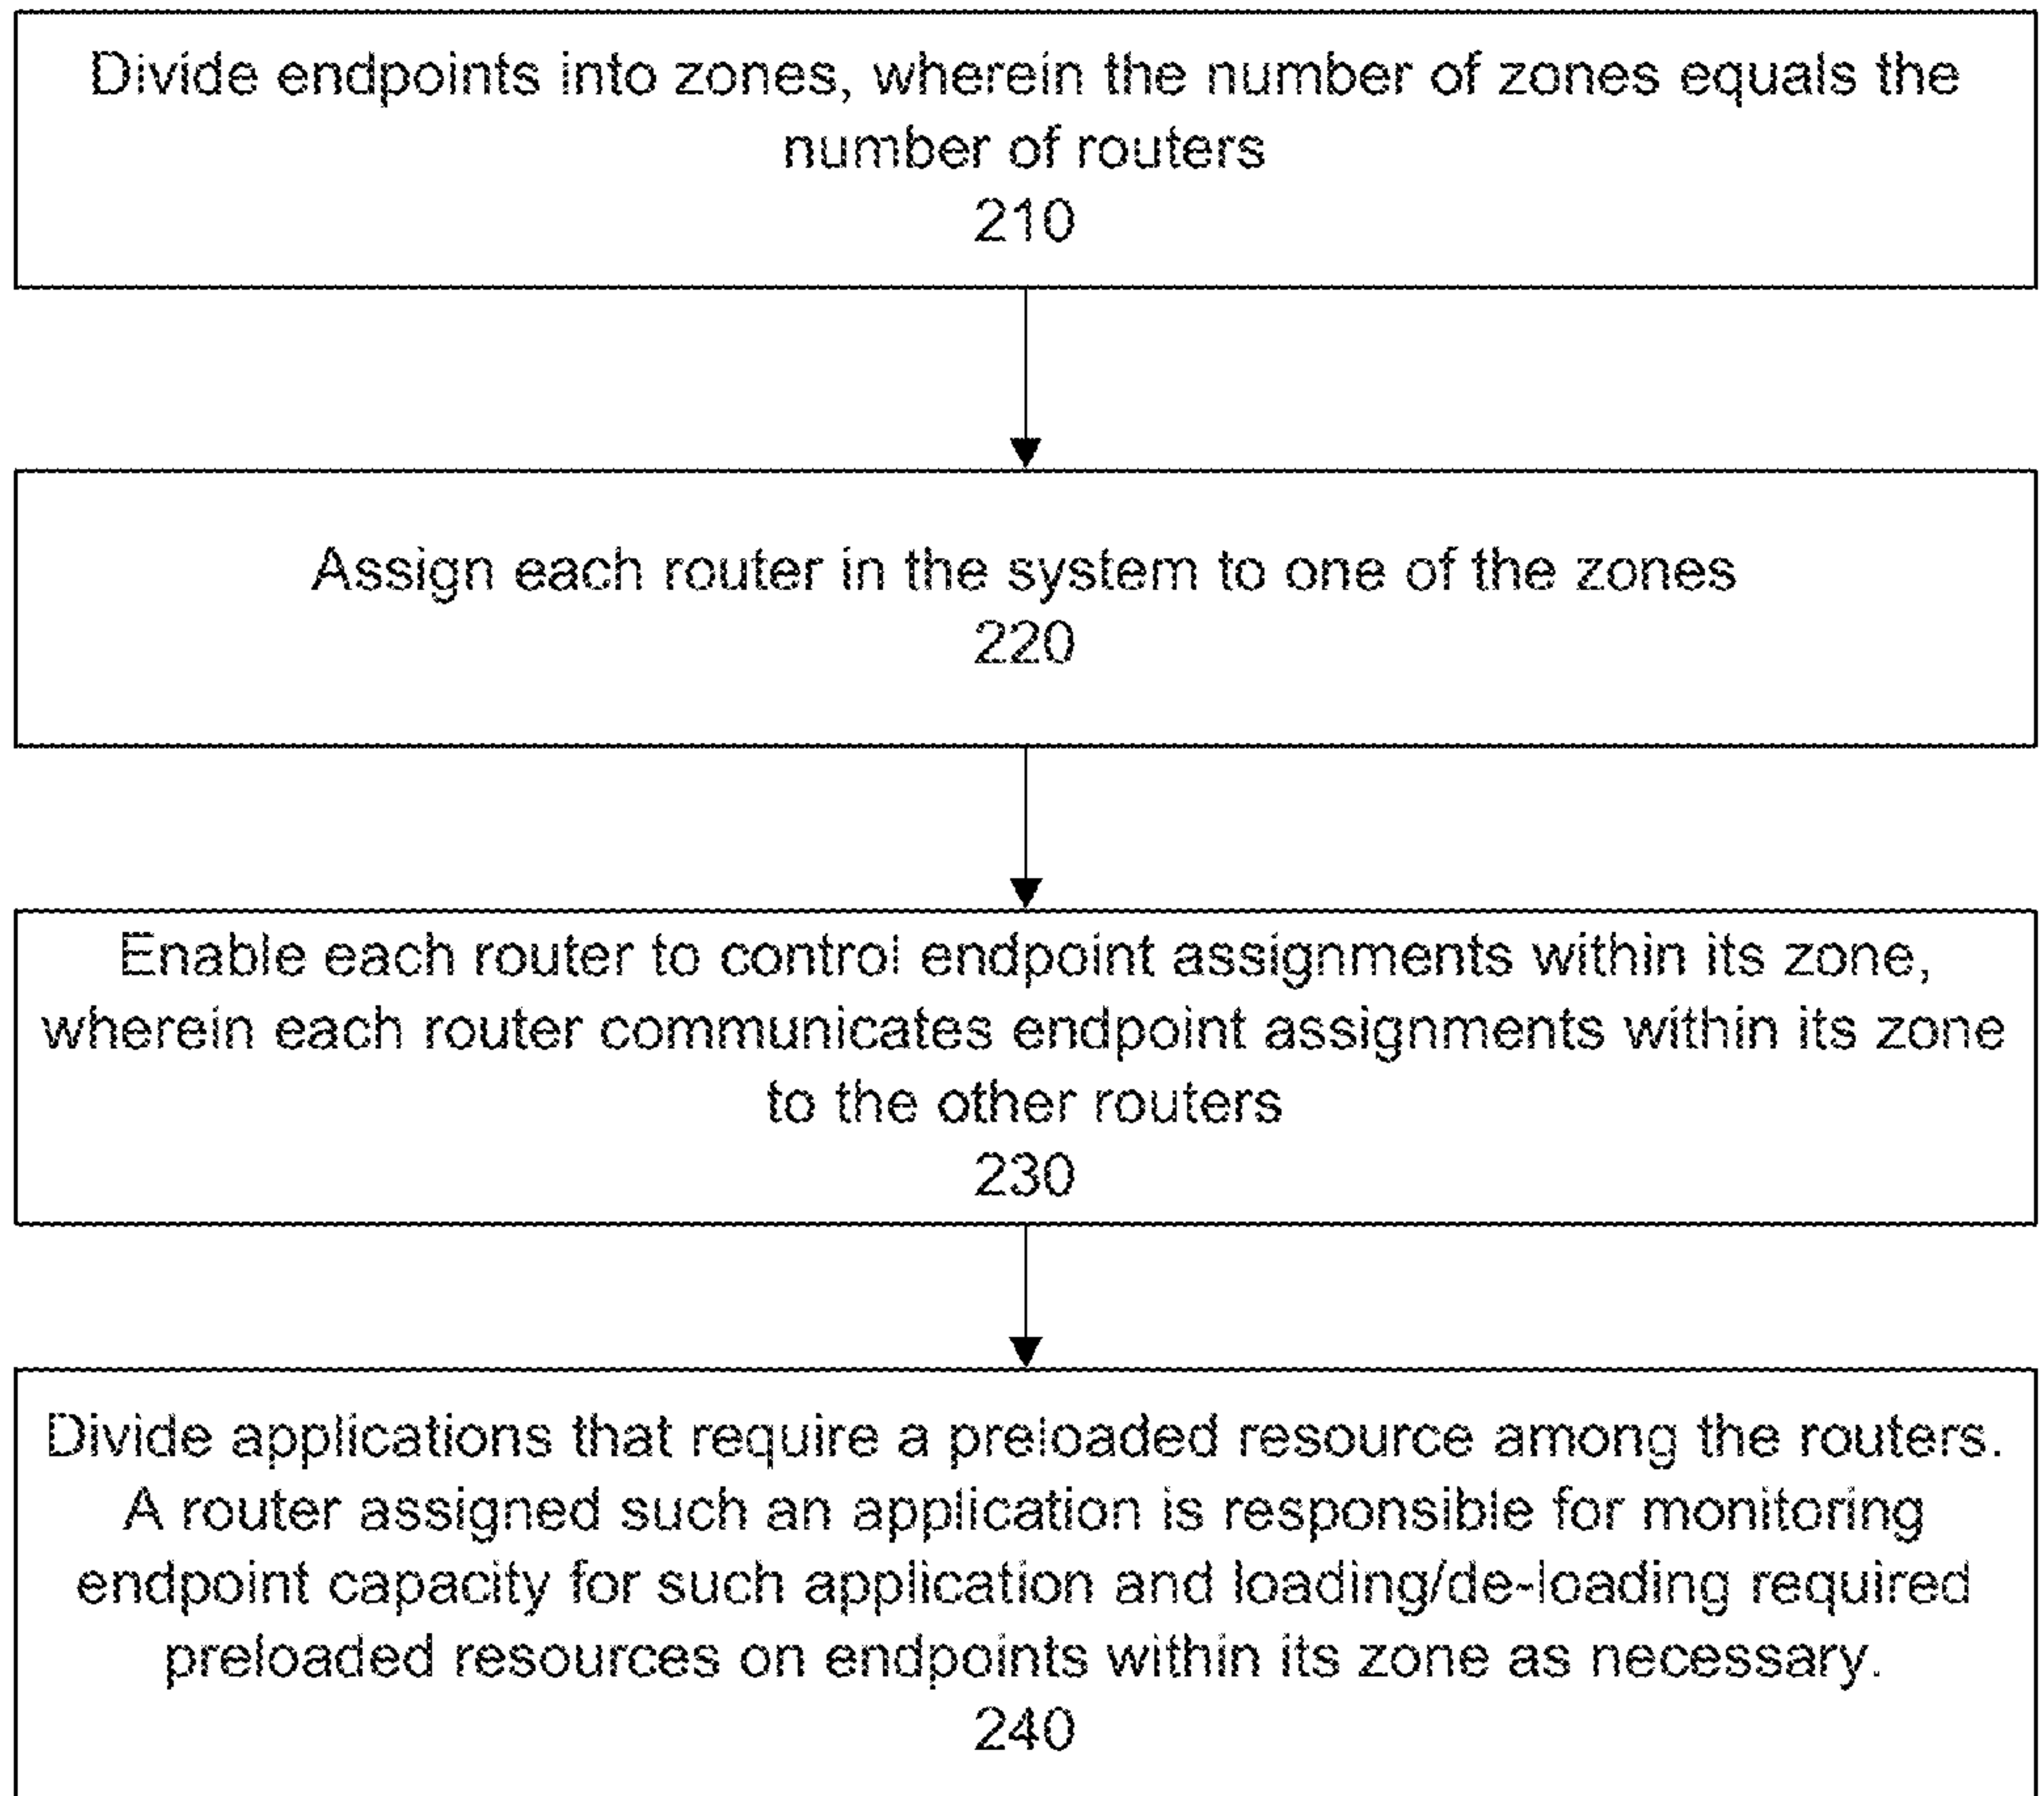 Divide endpoints into zones, wherein the number of zones equals the
number of routers
210
Assign each router in the system to one of the zones
220
Enable each router to control endpoint assignments within its zone,
wherein each router communicates endpoint assignments within its zone
to the other routers
230
Divide applications that require a preloaded resource among the routers.
A router assigned such an application is responsible for monitoring
endpoint capacity for such application and loading/de-loading required
preloaded resources on endpoints within its zone as necessary.
240